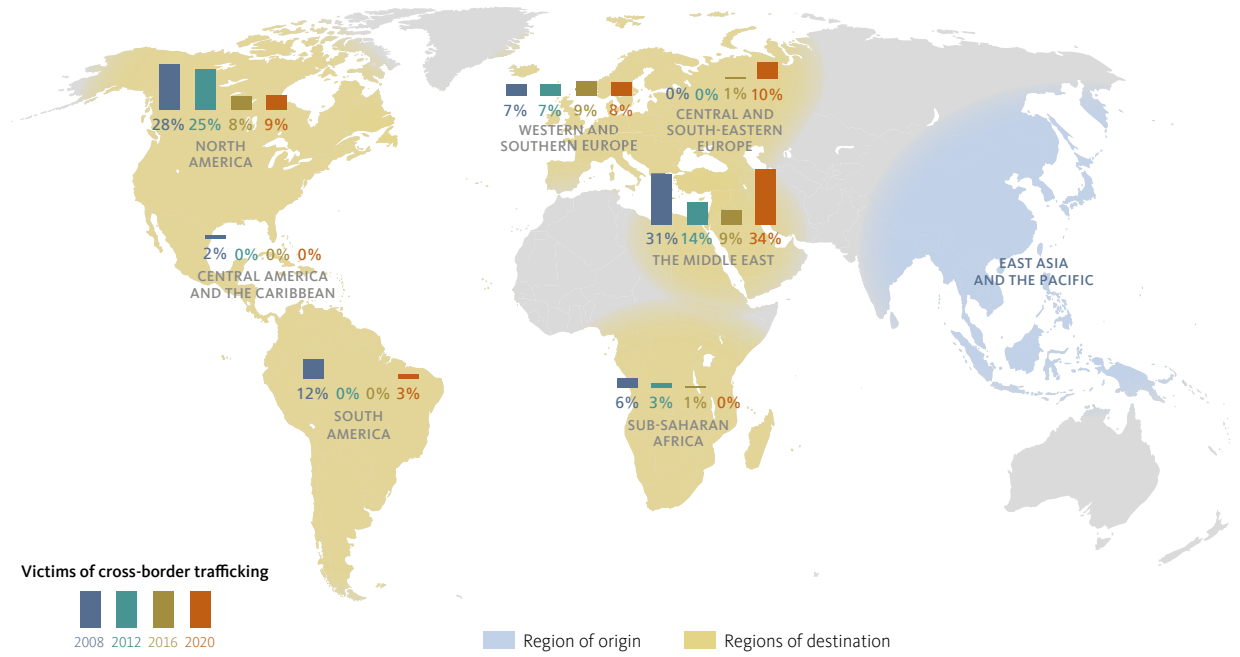 28% 25% 8% 9%
NORTH
AMERICA
7% 7% 9% 8%
WESTERN AND
SOUTHERN EUROPE
0% 0% 1% 10%
CENTRAL AND
SOUTH-EASTERN
EUROPE
31% 14% 9% 34%
THE MIDDLE EAST
2% 0% 0% 0%
CENTRAL AMERICA
AND THE CARIBBEAN
EAST ASIA
AND THE PACIFIC
12% 0% 0% 3%
SOUTH
AMERICA
6% 3% 1% 0%
SUB-SAHARAN
AFRICA
Victims of cross-border trafficking
2008 2012 2016 2020
Region of origin
Regions of destination